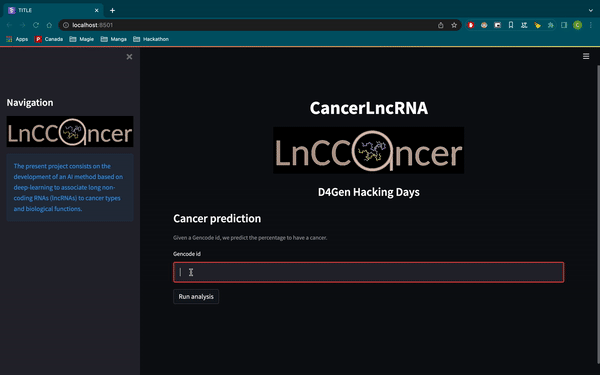 TITLE
localhost:8501
Apps
Canada
Magie
Manga
Hackathon
Navigation
LnCCancer
The present project consists on the
development of an AI method based on
deep-learning to associate long non-
coding RNAs (lncRNAs) to cancer types
and biological functions.
CancerLncRNA
LnCCancer
D4Gen Hacking Days
Cancer prediction
Given a Gencode id, we predict the percentage to have a cancer.
Gencode id
Run analysis